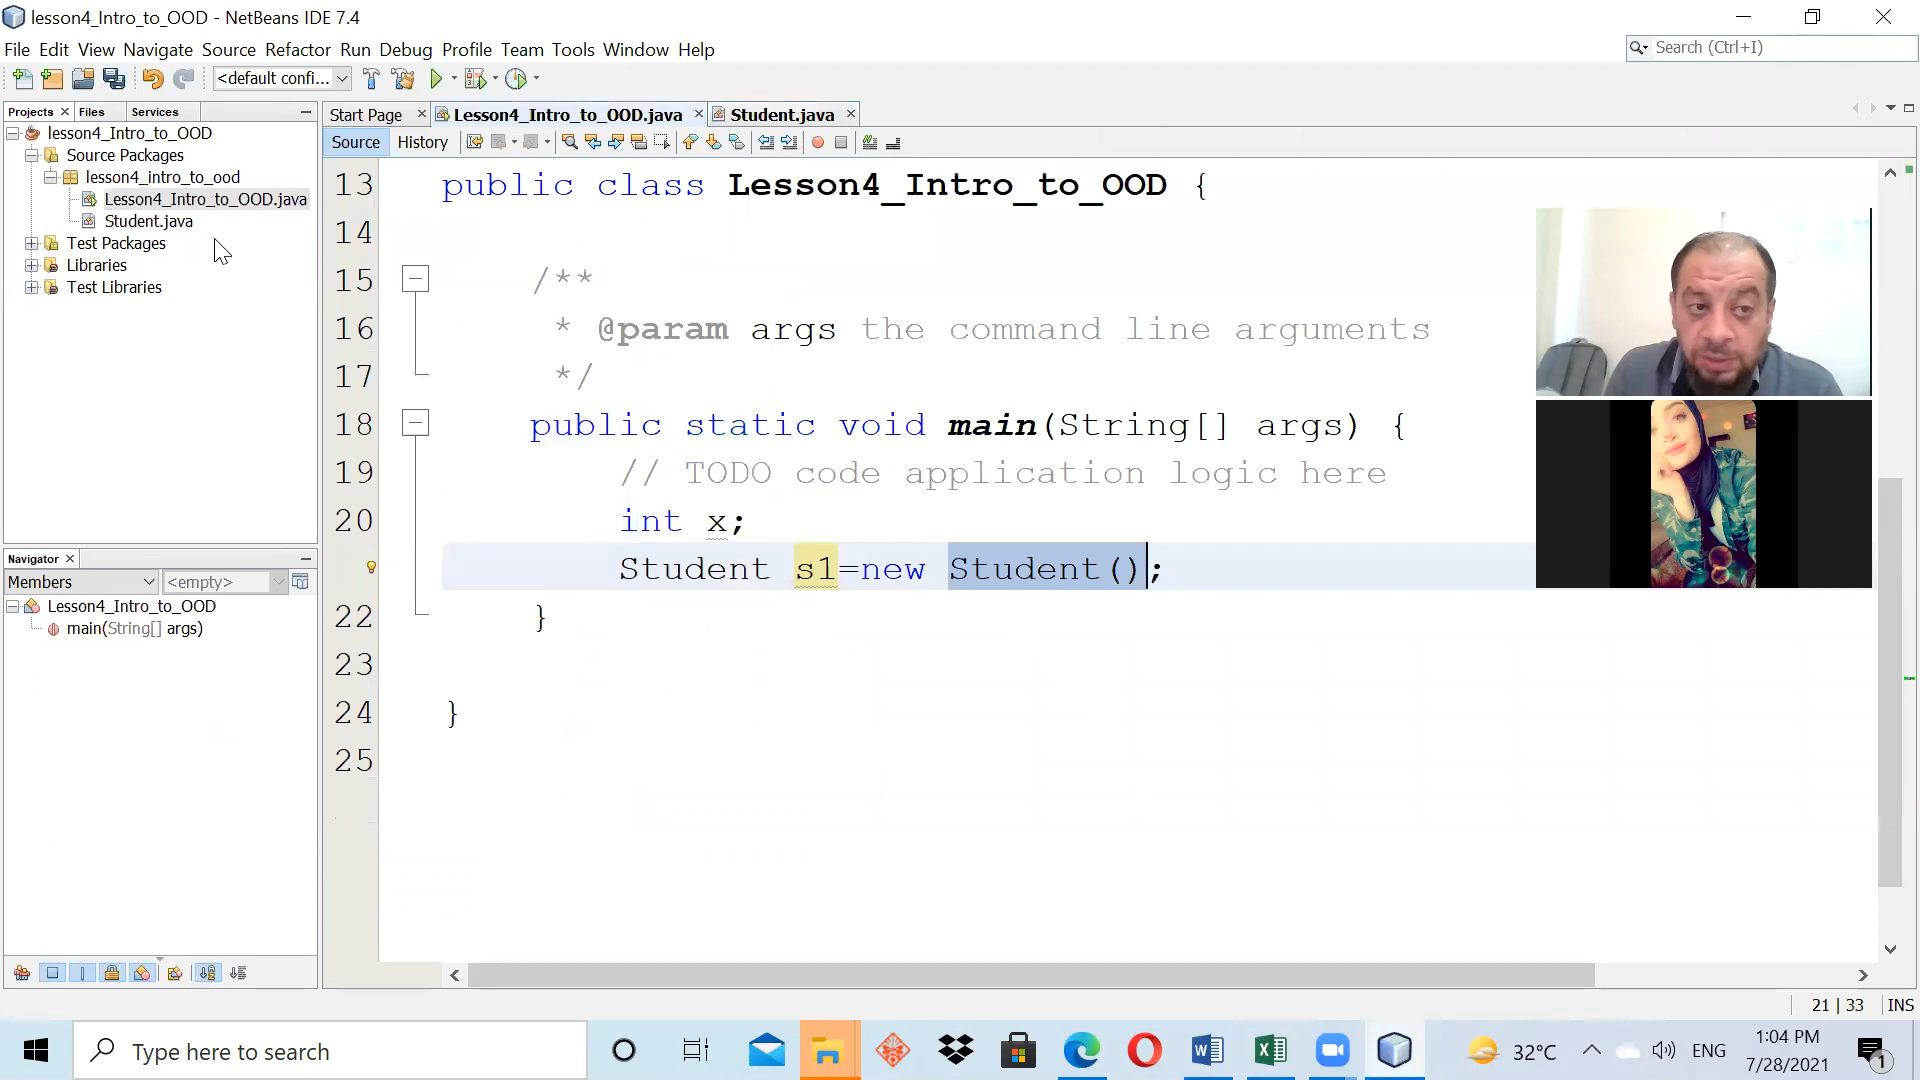 lesson4_Intro_to_OOD - NetBeans IDE 7.4
File Edit View Navigate Source Refactor Run Debug Profile Team Tools Window Help
Search (Ctrl+I)
<default confi...
Projects Files Services
Start Page Lesson4_Intro_to_OOD.java Student.java
lesson4_Intro_to_OOD
Source Packages
lesson4_intro_to_ood
Lesson4_Intro_to_OOD.java
Student.java
Test Packages
Libraries
Test Libraries
Source History
13 public class Lesson4_Intro_to_OOD {
14
15 /**
16 * @param args the command line arguments
17 */
18 public static void main(String[] args) {
19 // TODO code application logic here
20 int x;
Student s1=new Student();
22 }
23
24 }
25
Navigator
Members <empty>
Lesson4_Intro_to_OOD
main(String[] args)
21 | 33 INS
Type here to search
32°C
ENG
1:04 PM
7/28/2021
1